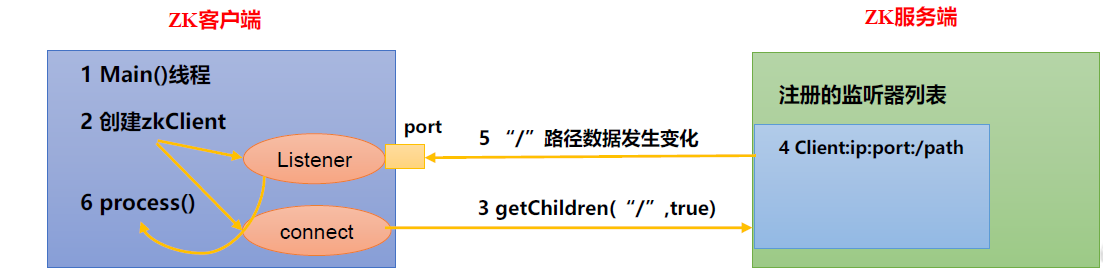 ZK客户端
ZK服务端
1 Main()线程
2 创建zkClient
Listener
port
6 process()
connect
5 “/”路径数据发生变化
3 getChildren(“/”,true)
注册的监听器列表
4 Client:ip:port:/path